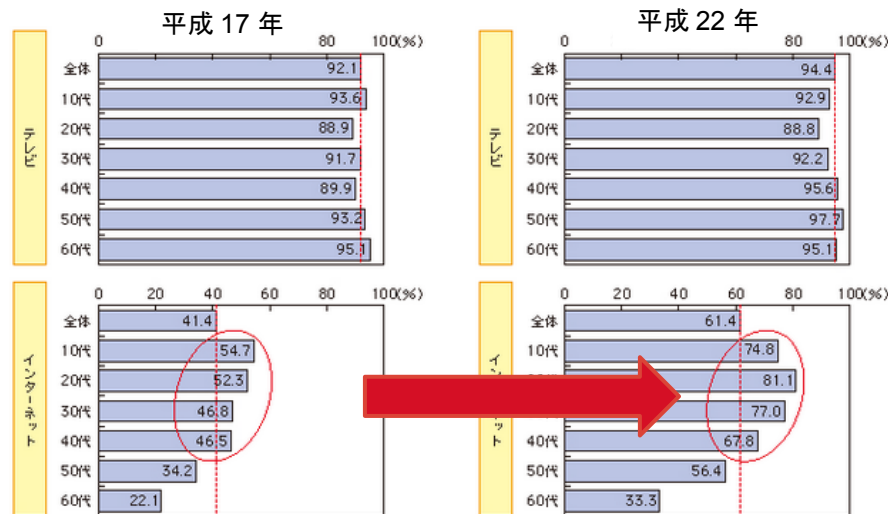 平成 17 年
0 80 100(%)
テレビ
全体 92.1
10代 93.6
20代 88.9
30代 91.7
40代 89.9
50代 93.2
60代 95.1
0 20 40 60 80 100(%)
インターネット
全体 41.4
10代 54.7
20代 52.3
30代 46.8
40代 46.5
50代 34.2
60代 22.1
平成 22 年
0 80 100(%)
テレビ
全体 94.4
10代 92.9
20代 88.8
30代 92.2
40代 95.6
50代 97.7
60代 95.1
0 20 40 60 80 100(%)
全体 61.4
10代 74.8
81.1
77.0
40代 67.8
50代 56.4
60代 33.3